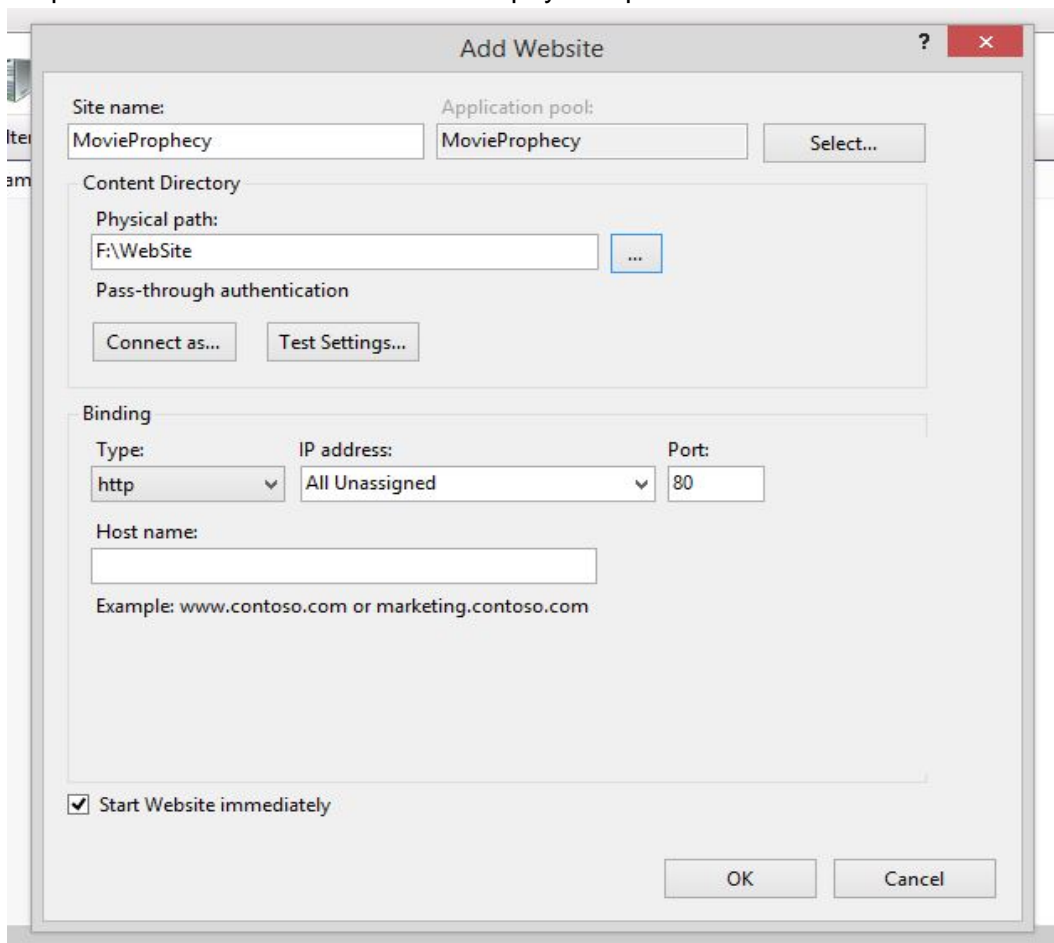 Add Website
?
Site name:
Application pool:
MovieProphecy
MovieProphecy
Select...
Content Directory
Physical path:
F:\WebSite
...
Pass-through authentication
Connect as...
Test Settings...
Binding
Type:
IP address:
Port:
http
All Unassigned
80
Host name:
Example: www.contoso.com or marketing.contoso.com
Start Website immediately
OK
Cancel